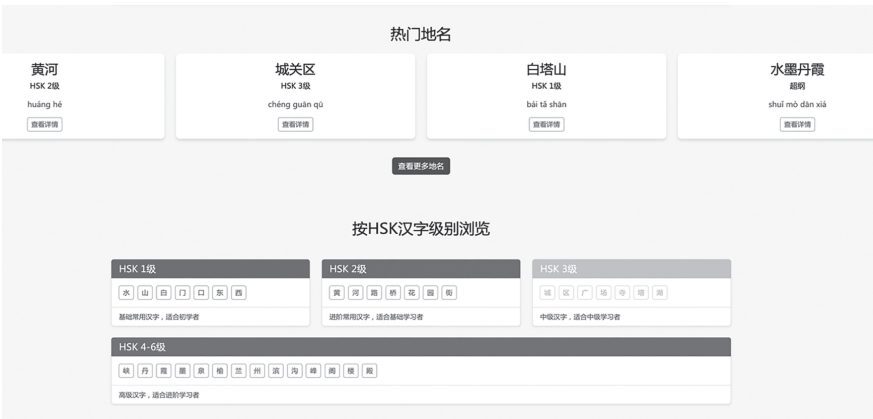 热门地名
黄河 城关区 白塔山 水墨丹霞
HSK 2级 HSK 3级 HSK 1级 超纲
huáng hé chéng guān qū bái tǎ shān shuǐ mò dān xiá
查看详情 查看详情 查看详情 查看详情
查看更多地名
按HSK汉字级别浏览
HSK 1级 HSK 2级 HSK 3级
水 山 白 门 口 东 西 黄 河 路 桥 花 园 街 城 区 广 场 寺 塔 湖
基础常用汉字，适合初学者 进阶常用汉字，适合基础学习者 中级汉字，适合中级学习者
HSK 4-6级
峡 丹 霞 墨 泉 榆 兰 州 滨 沟 峰 阁 楼 殿
高级汉字，适合进阶学习者